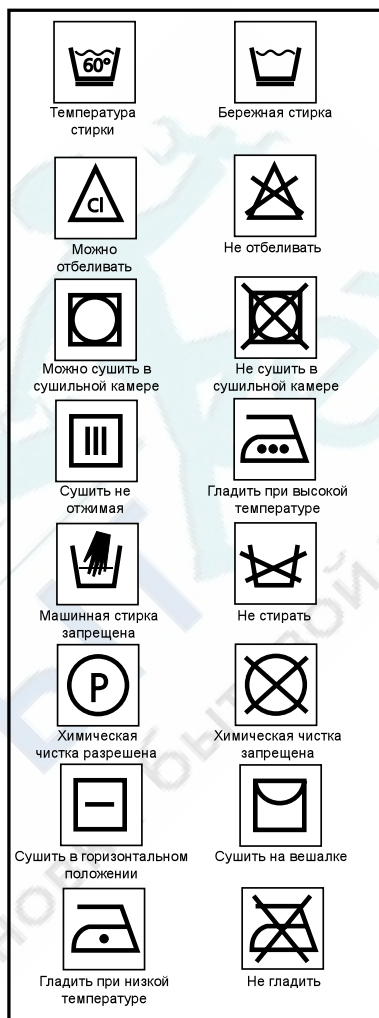 60°
Температура
стирки
Бережная стирка
Cl
Можно
отбеливать
Не отбеливать
Можно сушить в
сушильной камере
Не сушить в
сушильной камере
Сушить не
отжимая
Гладить при высокой
температуре
Машинная стирка
запрещена
Не стирать
P
Химическая
чистка разрешена
Химическая чистка
запрещена
Сушить в горизонтальном
положении
Сушить на вешалке
Гладить при низкой
температуре
Не гладить